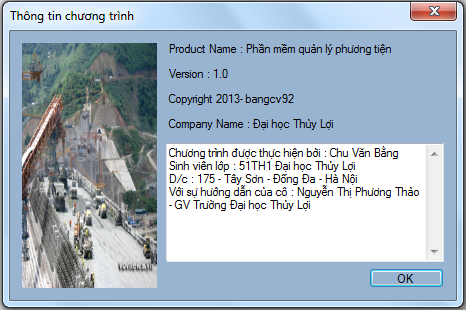 Thông tin chương trình
Product Name : Phần mềm quản lý phương tiện
Version : 1.0
Copyright 2013- bangcv92
Company Name : Đại học Thủy Lợi
Chương trình được thực hiện bởi : Chu Văn Bằng
Sinh viên lớp : 51TH1 Đại học Thủy Lợi
D/c : 175 - Tây Sơn - Đống Đa - Hà Nội
Với sự hướng dẫn của cô : Nguyễn Thị Phương Thảo
- GV Trường Đại học Thủy Lợi
OK